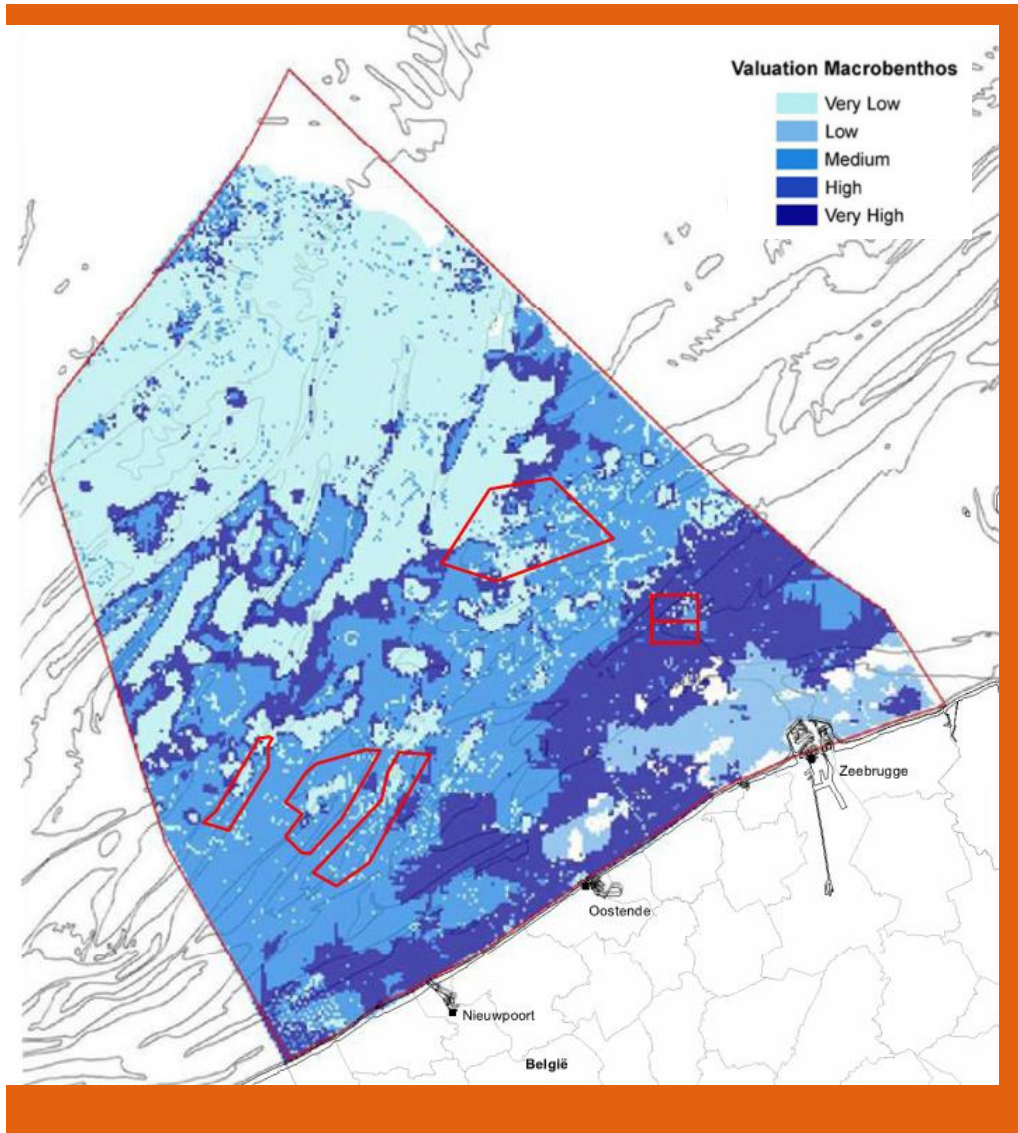 Valuation Macrobenthos
Very Low
Low
Medium
High
Very High
Zeebrugge
Oostende
Nieuwpoort
België